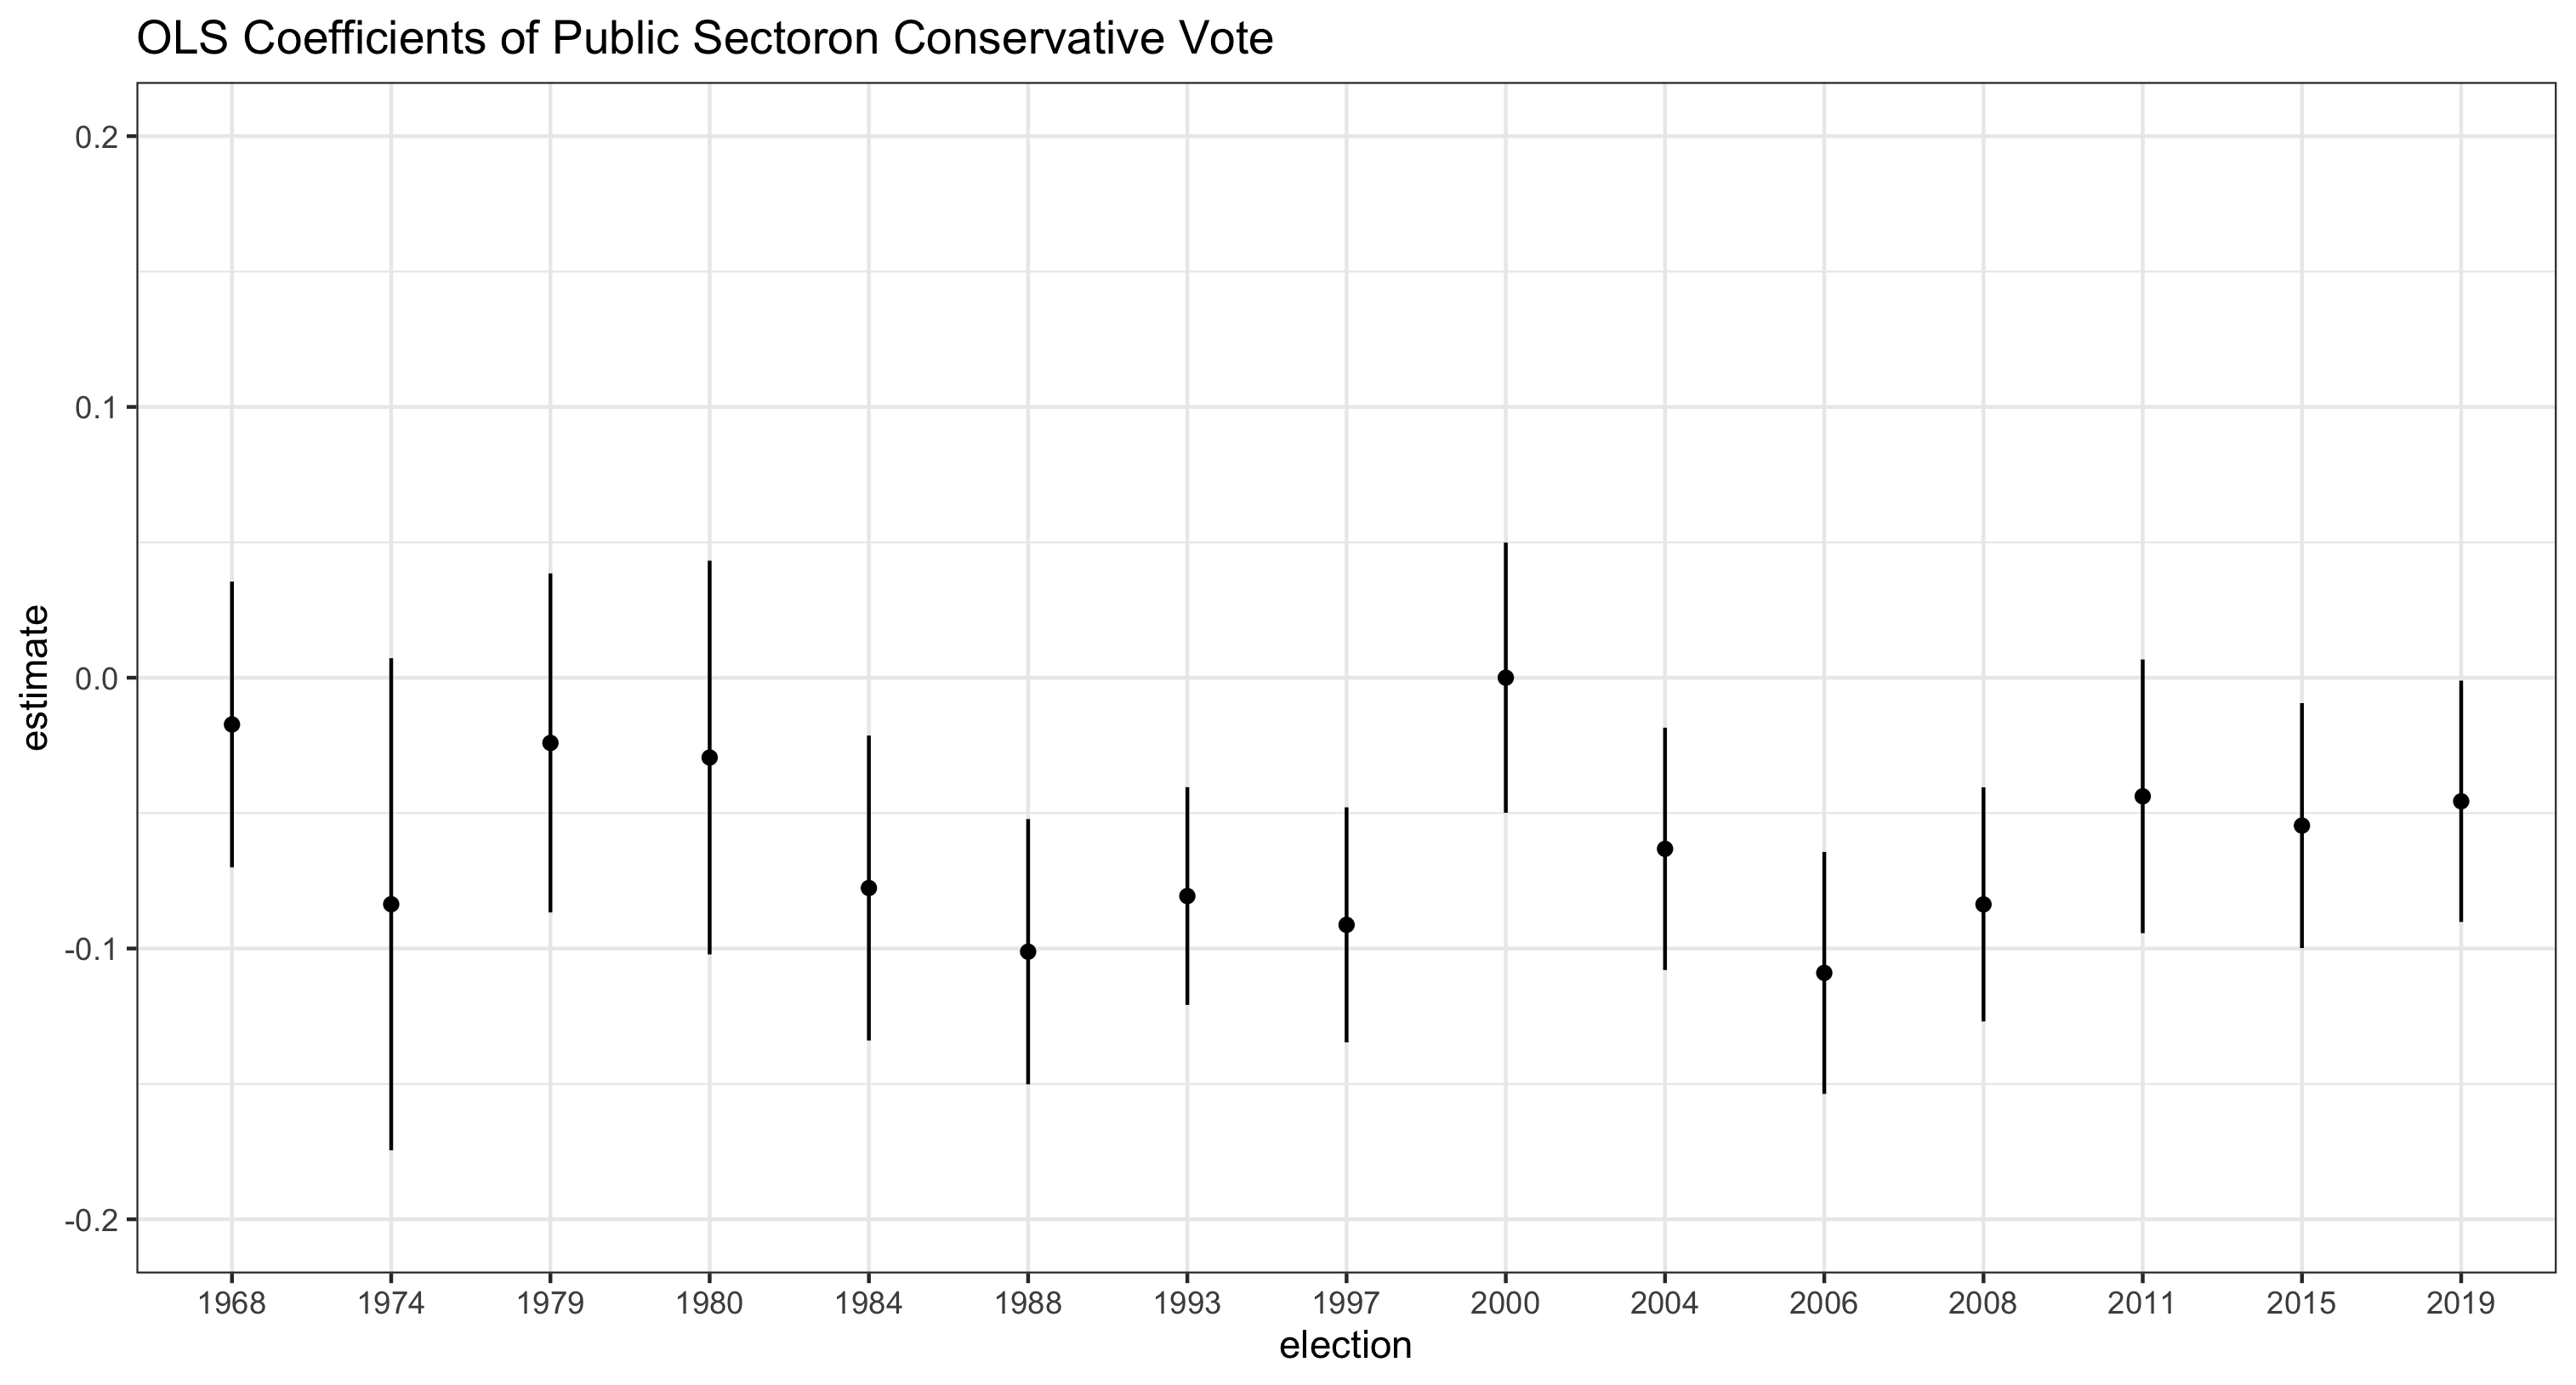 OLS Coefficients of Public Sectoron Conservative Vote
0.2
0.1
0.0
-0.1
-0.2
estimate
1968 1974 1979 1980 1984 1988 1993 1997 2000 2004 2006 2008 2011 2015 2019
election